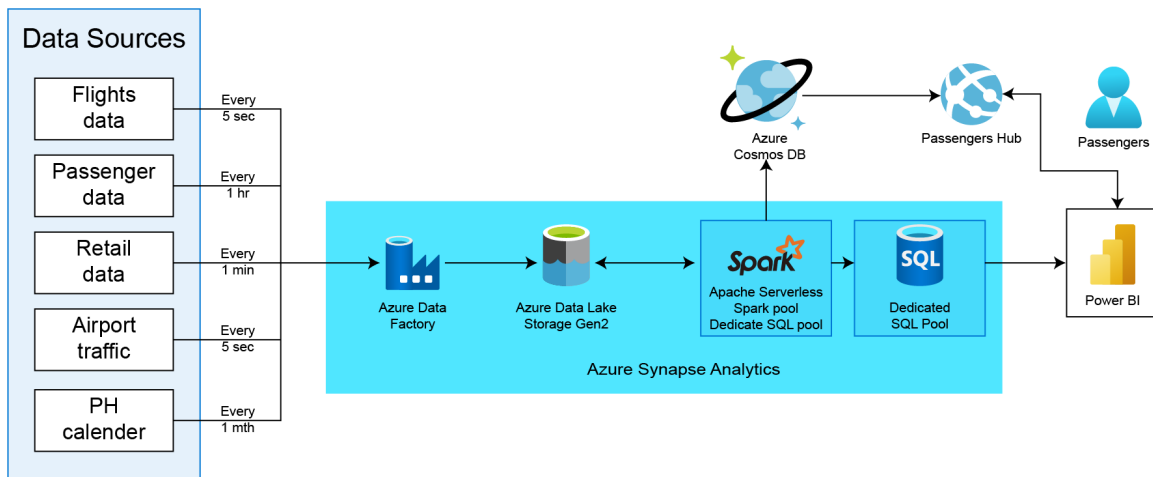 Data Sources
Flights
data
Every
5 sec
Passenger
data
Every
1 hr
Retail
data
Every
1 min
Airport
traffic
Every
5 sec
PH
calender
Every
1 mth
Azure Data
Factory
Azure Data Lake
Storage Gen2
Spark
Apache Serverless
Spark pool
Dedicate SQL pool
SQL
Dedicated
SQL Pool
Azure Synapse Analytics
Azure
Cosmos DB
Passengers Hub
Passengers
Power BI